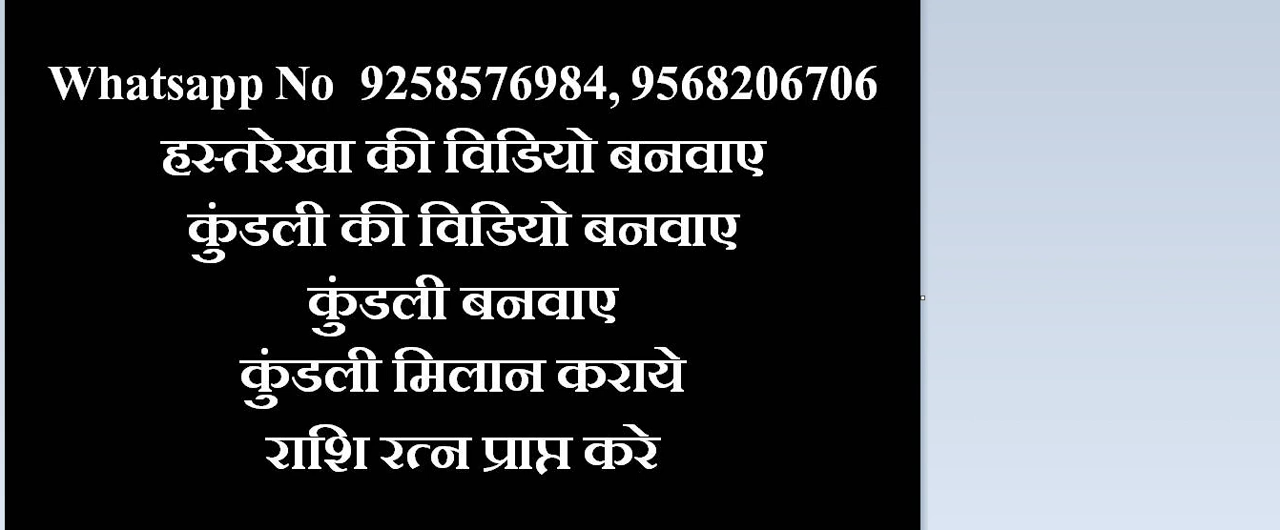 Whatsapp No 9258576984, 9568206706
हस्तरेखा की विडियो बनवाए
कुंडली की विडियो बनवाए
कुंडली बनवाए
कुंडली मिलान कराये
राशि रत्न प्राप्त करे